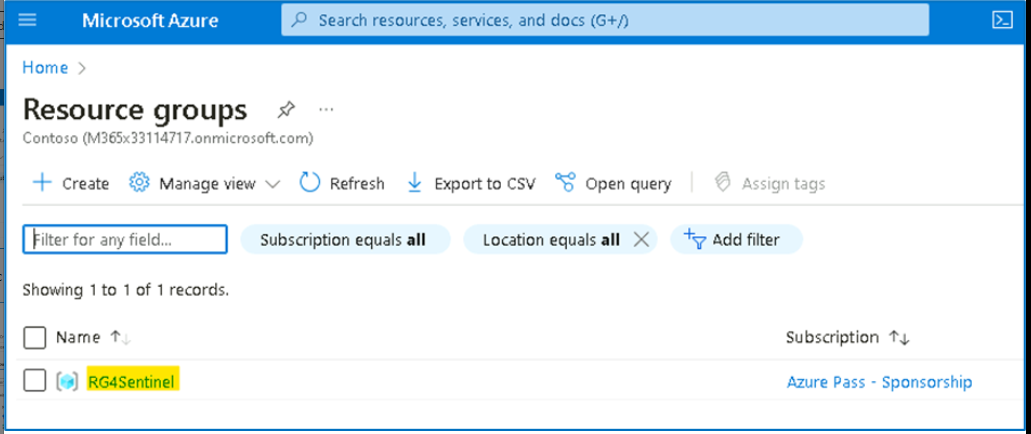 Microsoft Azure
Search resources, services, and docs (G+/)
Home >
Resource groups ...
Contoso (M365x33114717.onmicrosoft.com)
+ Create Manage view Refresh Export to CSV Open query Assign tags
Filter for any field... Subscription equals all Location equals all Add filter
Showing 1 to 1 of 1 records.
Name Subscription
RG4Sentinel Azure Pass - Sponsorship